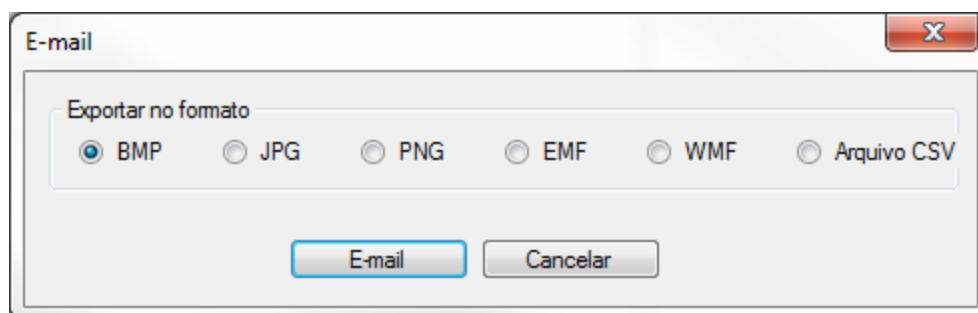 E-mail
Exportar no formato
BMP JPG PNG EMF WMF Arquivo CSV
E-mail Cancelar